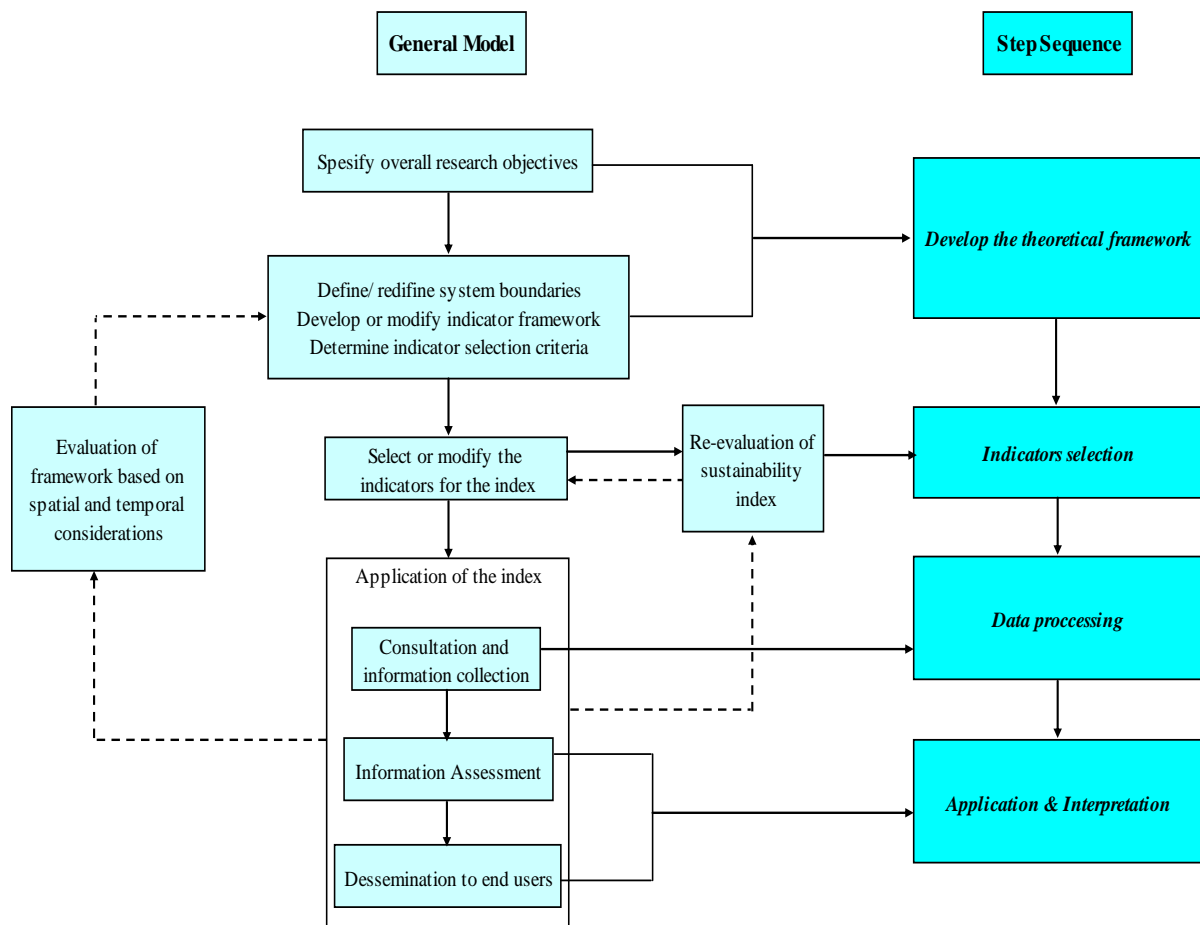 General Model
Step Sequence
Spesify overall research objectives
Develop the theoretical framework
Define/ redifine system boundaries
Develop or modify indicator framework
Determine indicator selection criteria
Evaluation of
framework based on
spatial and temporal
considerations
Select or modify the
indicators for the index
Re-evaluation of
sustainability
index
Indicators selection
Application of the index
Consultation and
information collection
Data proccessing
Information Assessment
Application & Interpretation
Dessemination to end users